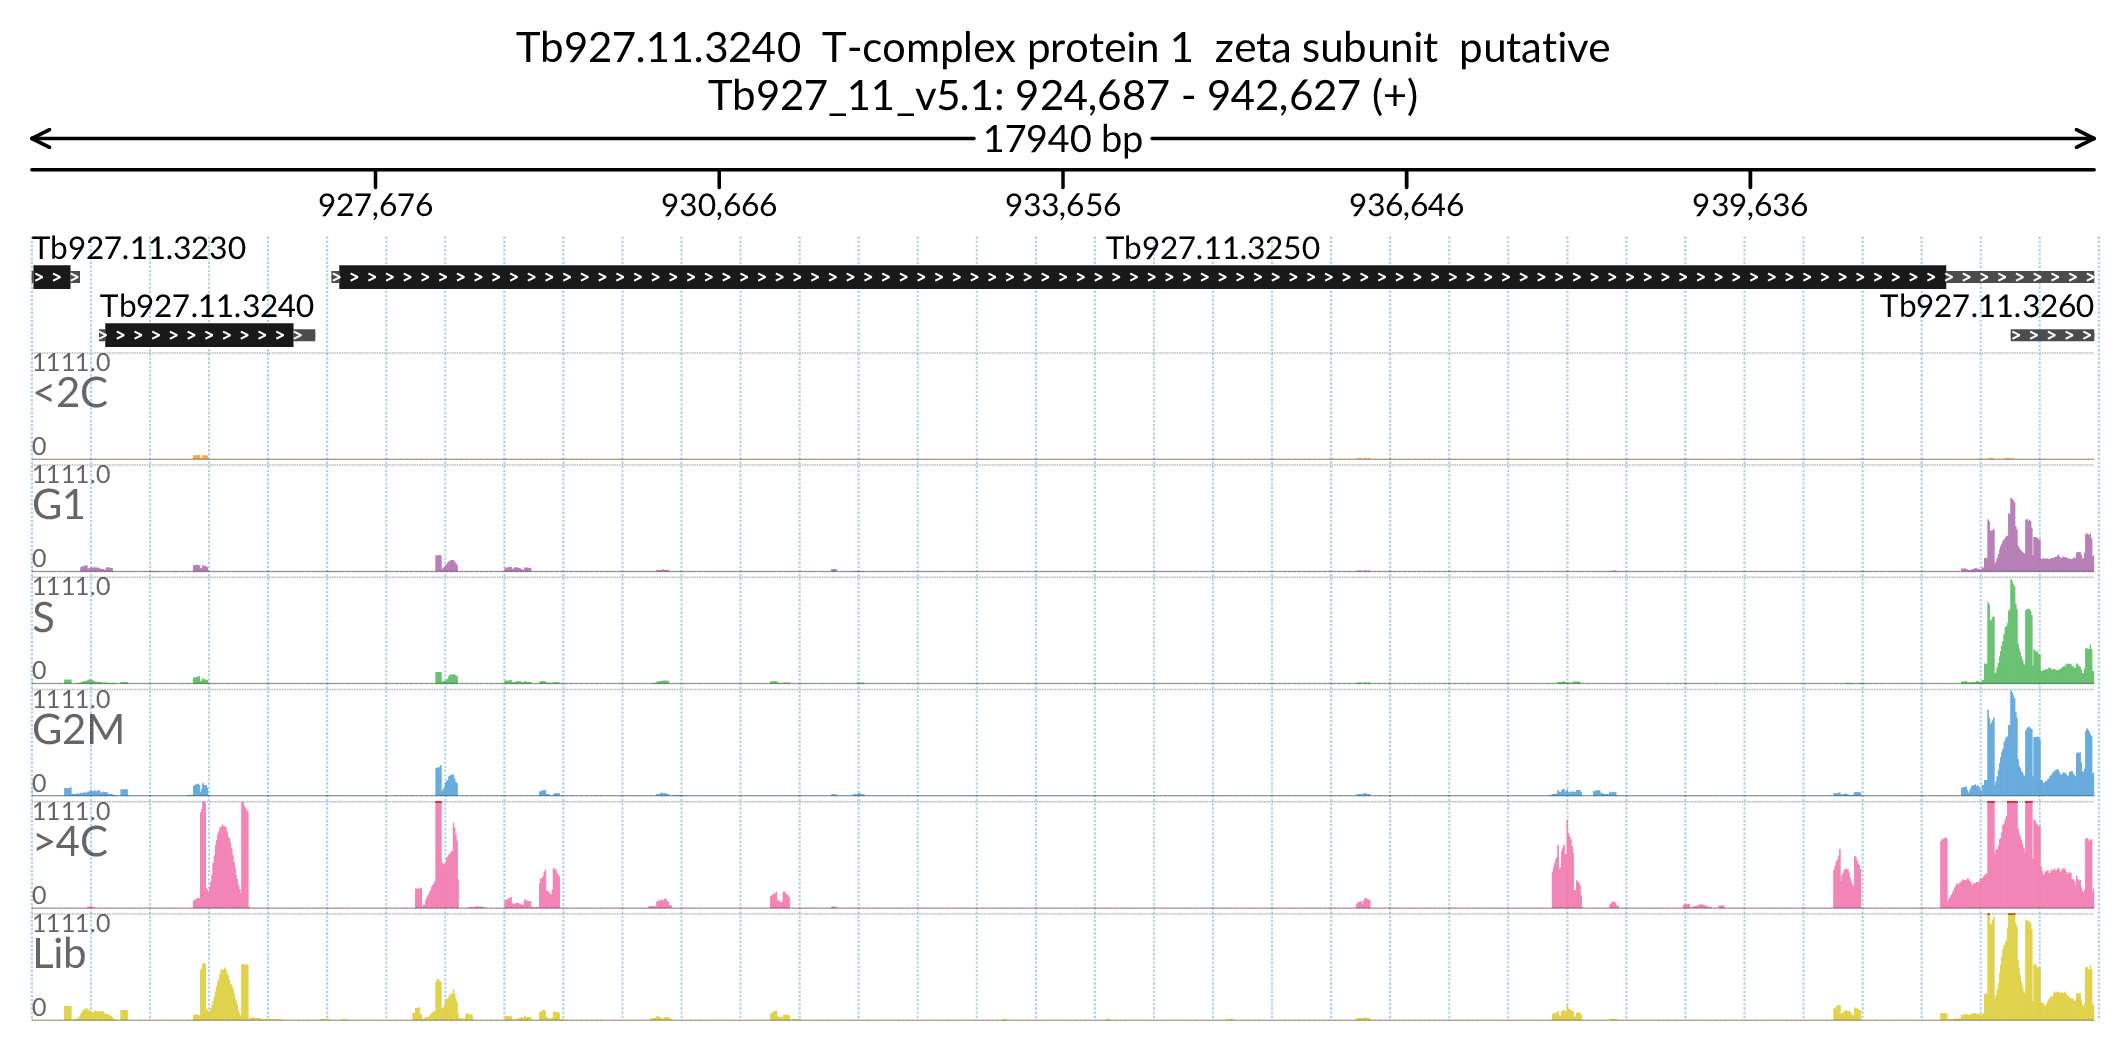 Tb927.11.3240  T-complex protein 1  zeta subunit  putative
Tb927_11_v5.1: 924,687 - 942,627 (+)
17940 bp
927,676 930,666 933,656 936,646 939,636
Tb927.11.3230 Tb927.11.3250
Tb927.11.3240 Tb927.11.3260
1111.0
<2C
0
1111.0
G1
0
1111.0
S
0
1111.0
G2M
0
1111.0
>4C
0
1111.0
Lib
0